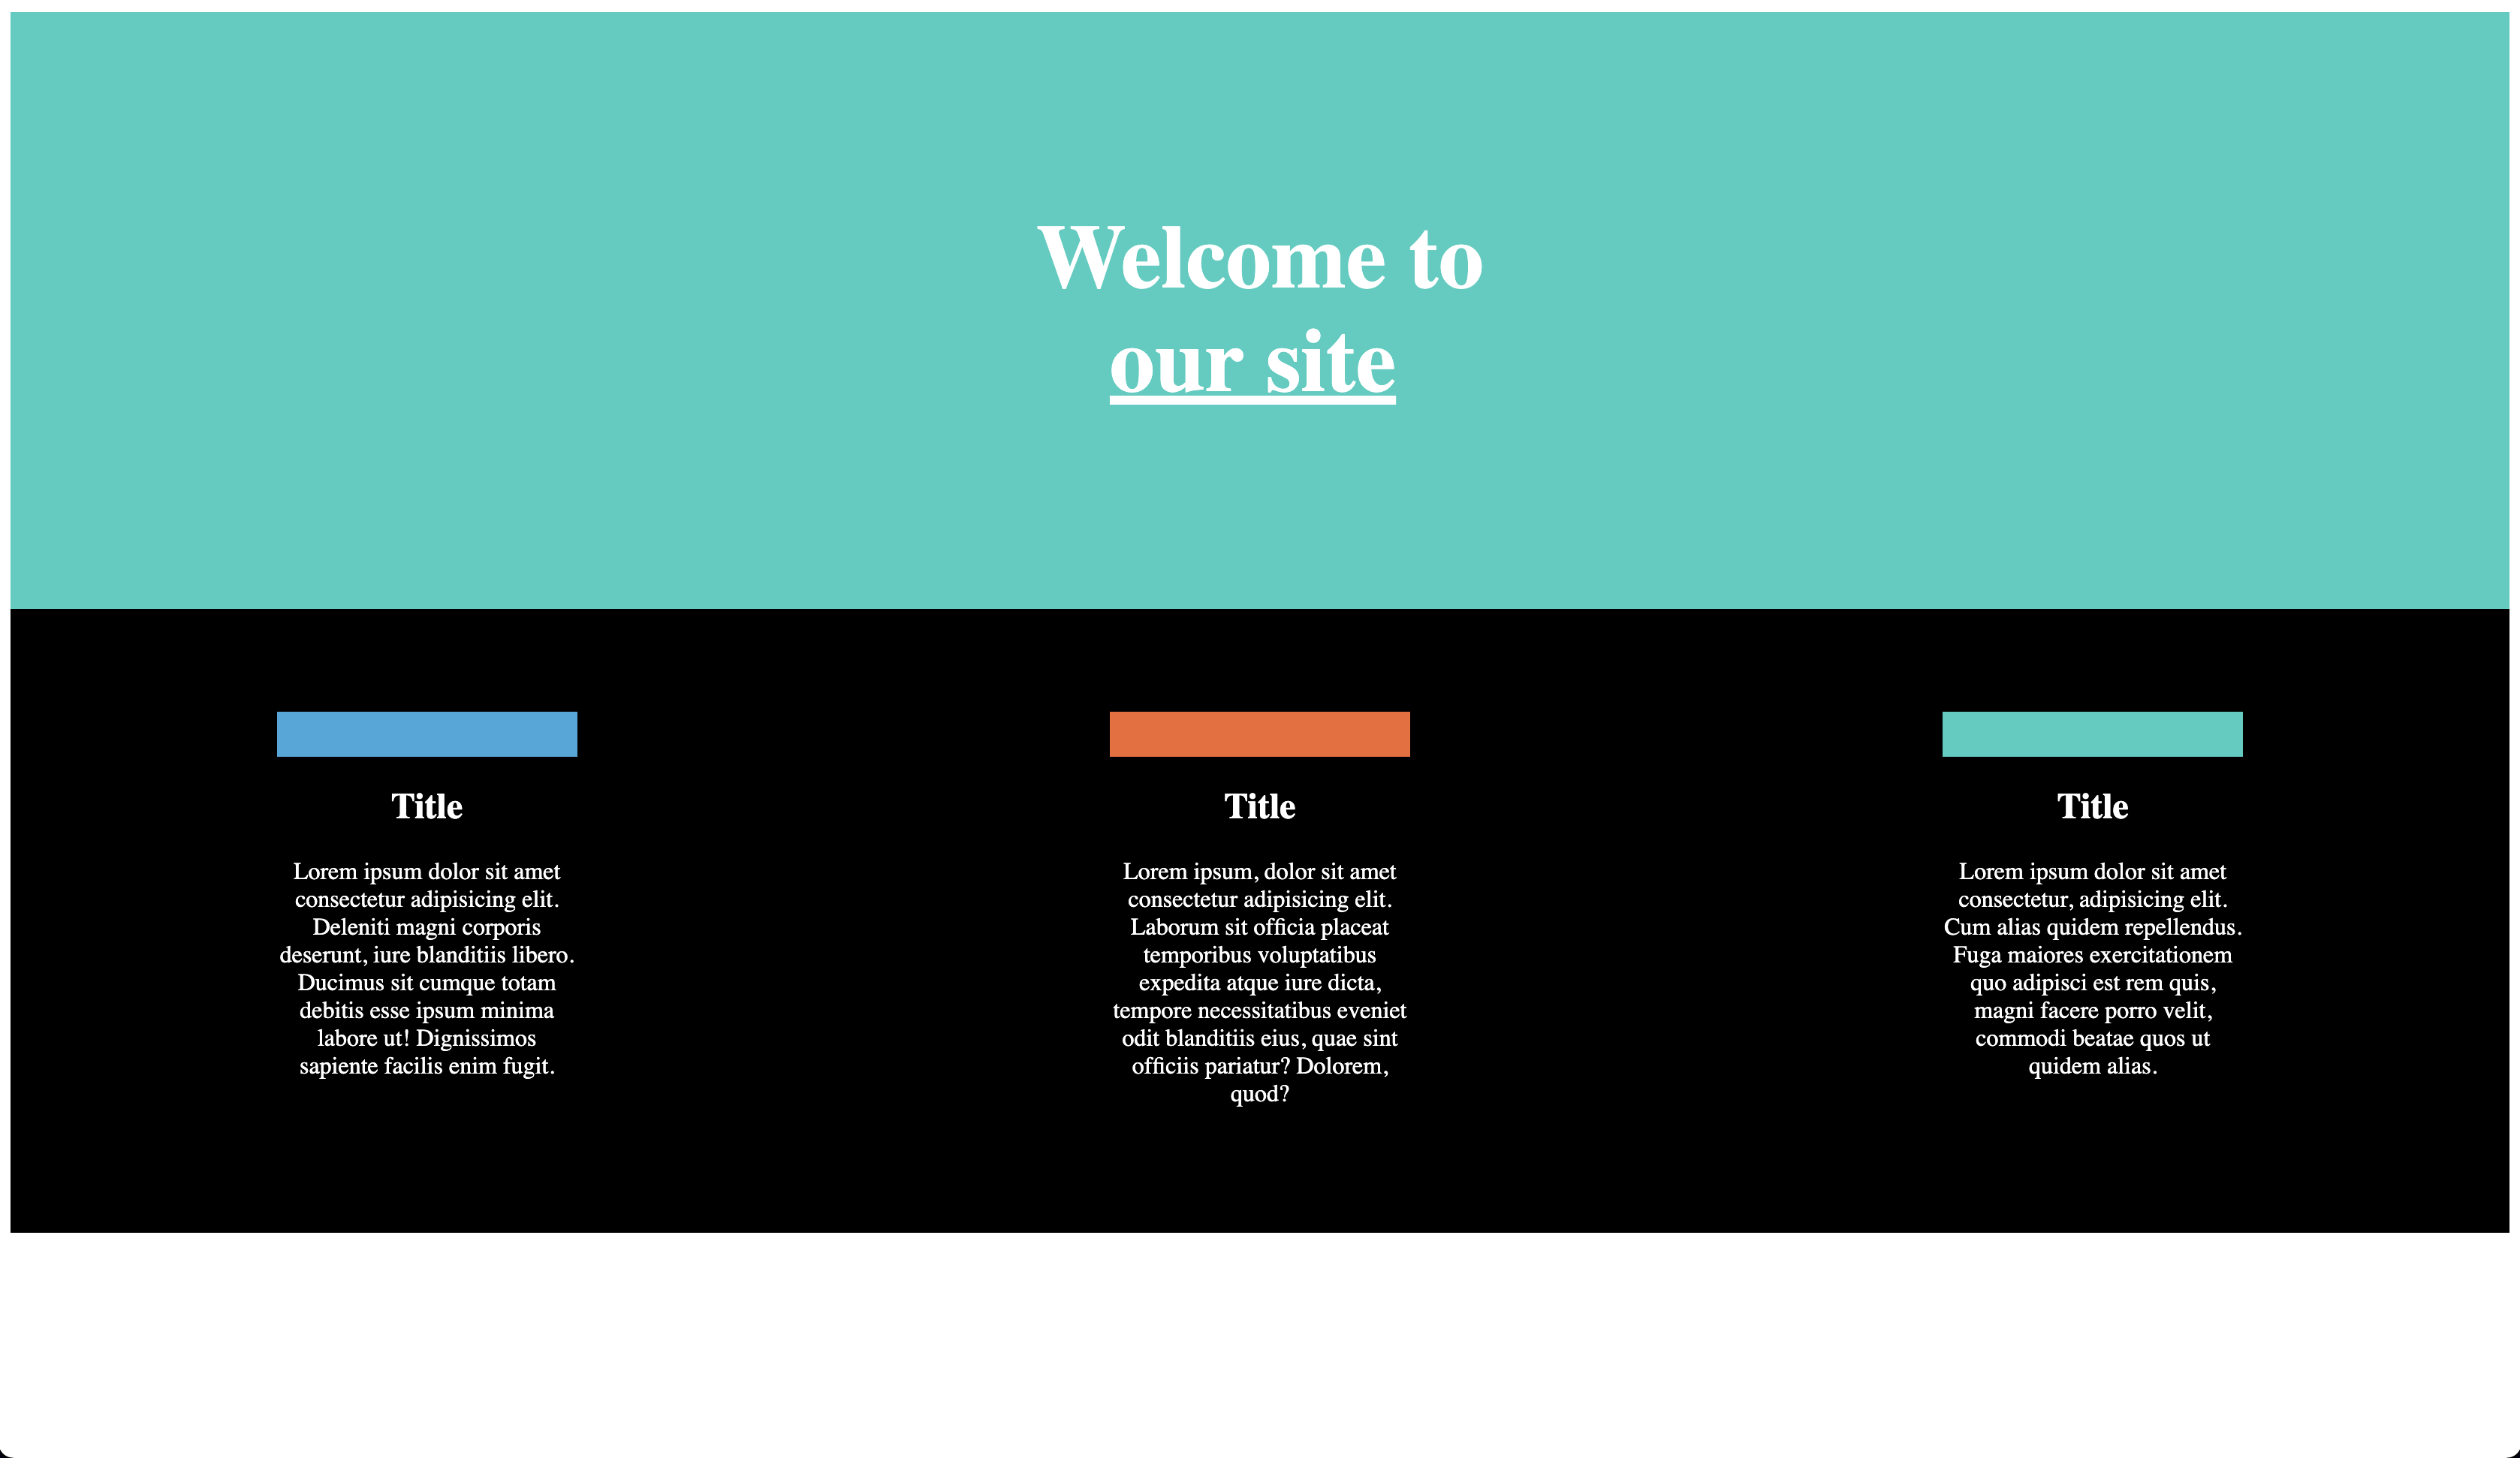 Welcome to
our site
Title
Lorem ipsum dolor sit amet
consectetur adipisicing elit.
Deleniti magni corporis
deserunt, iure blanditiis libero.
Ducimus sit cumque totam
debitis esse ipsum minima
labore ut! Dignissimos
sapiente facilis enim fugit.
Title
Lorem ipsum, dolor sit amet
consectetur adipisicing elit.
Laborum sit officia placeat
temporibus voluptatibus
expedita atque iure dicta,
tempore necessitatibus eveniet
odit blanditiis eius, quae sint
officiis pariatur? Dolorem,
quod?
Title
Lorem ipsum dolor sit amet
consectetur, adipisicing elit.
Cum alias quidem repellendus.
Fuga maiores exercitationem
quo adipisci est rem quis,
magni facere porro velit,
commodi beatae quos ut
quidem alias.